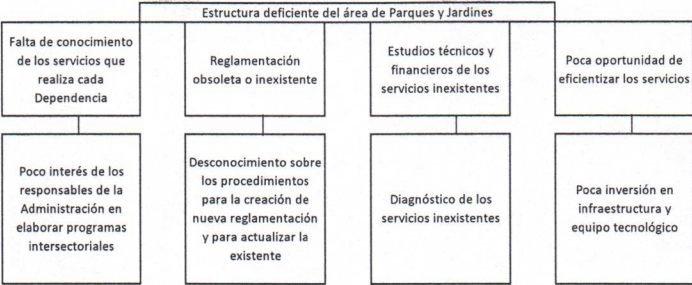 Estructura deficiente del área de Parques y Jardines
Falta de conocimiento
de los servicios que
realiza cada
Dependencia
Reglamentación
obsoleta o inexistente
Estudios técnicos y
financieros de los
servicios inexistentes
Poca oportunidad de
eficientizar los servicios
Poco interés de los
responsables de la
Administración en
elaborar programas
intersectoriales
Desconocimiento sobre
los procedimientos
para la creación de
nueva reglamentación
y para actualizar la
existente
Diagnóstico de los
servicios inexistentes
Poca inversión en
infraestructura y
equipo tecnológico